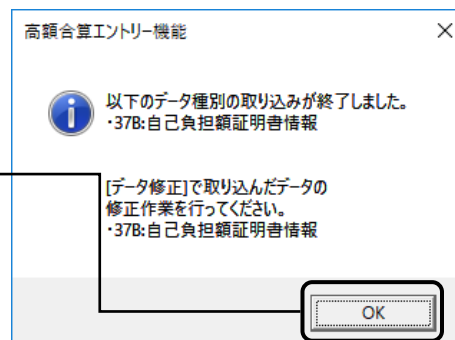 高額合算エントリー機能
以下のデータ種別の取り込みが終了しました。
・37B:自己負担額証明書情報
[データ修正]で取り込んだデータの
修正作業を行ってください。
・37B:自己負担額証明書情報
OK